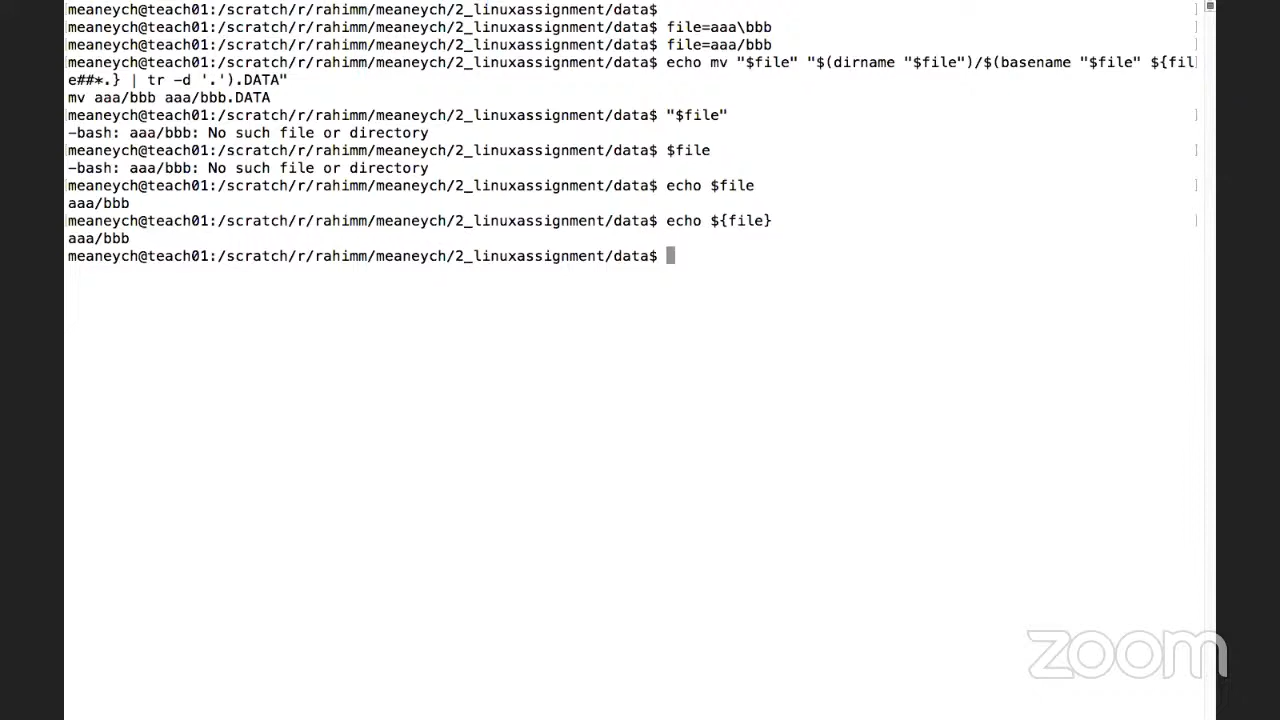 meaneych@teach01:/scratch/r/rahimm/meaneych/2_linuxassignment/data$
meaneych@teach01:/scratch/r/rahimm/meaneych/2_linuxassignment/data$ file=aaa\bbb
meaneych@teach01:/scratch/r/rahimm/meaneych/2_linuxassignment/data$ file=aaa/bbb
meaneych@teach01:/scratch/r/rahimm/meaneych/2_linuxassignment/data$ echo mv "$file" "$(dirname "$file")/$(basename "$file" ${fil
e##*.} | tr -d '.').DATA"
mv aaa/bbb aaa/bbb.DATA
meaneych@teach01:/scratch/r/rahimm/meaneych/2_linuxassignment/data$ "$file"
-bash: aaa/bbb: No such file or directory
meaneych@teach01:/scratch/r/rahimm/meaneych/2_linuxassignment/data$ $file
-bash: aaa/bbb: No such file or directory
meaneych@teach01:/scratch/r/rahimm/meaneych/2_linuxassignment/data$ echo $file
aaa/bbb
meaneych@teach01:/scratch/r/rahimm/meaneych/2_linuxassignment/data$ echo ${file}
aaa/bbb
meaneych@teach01:/scratch/r/rahimm/meaneych/2_linuxassignment/data$
zoom